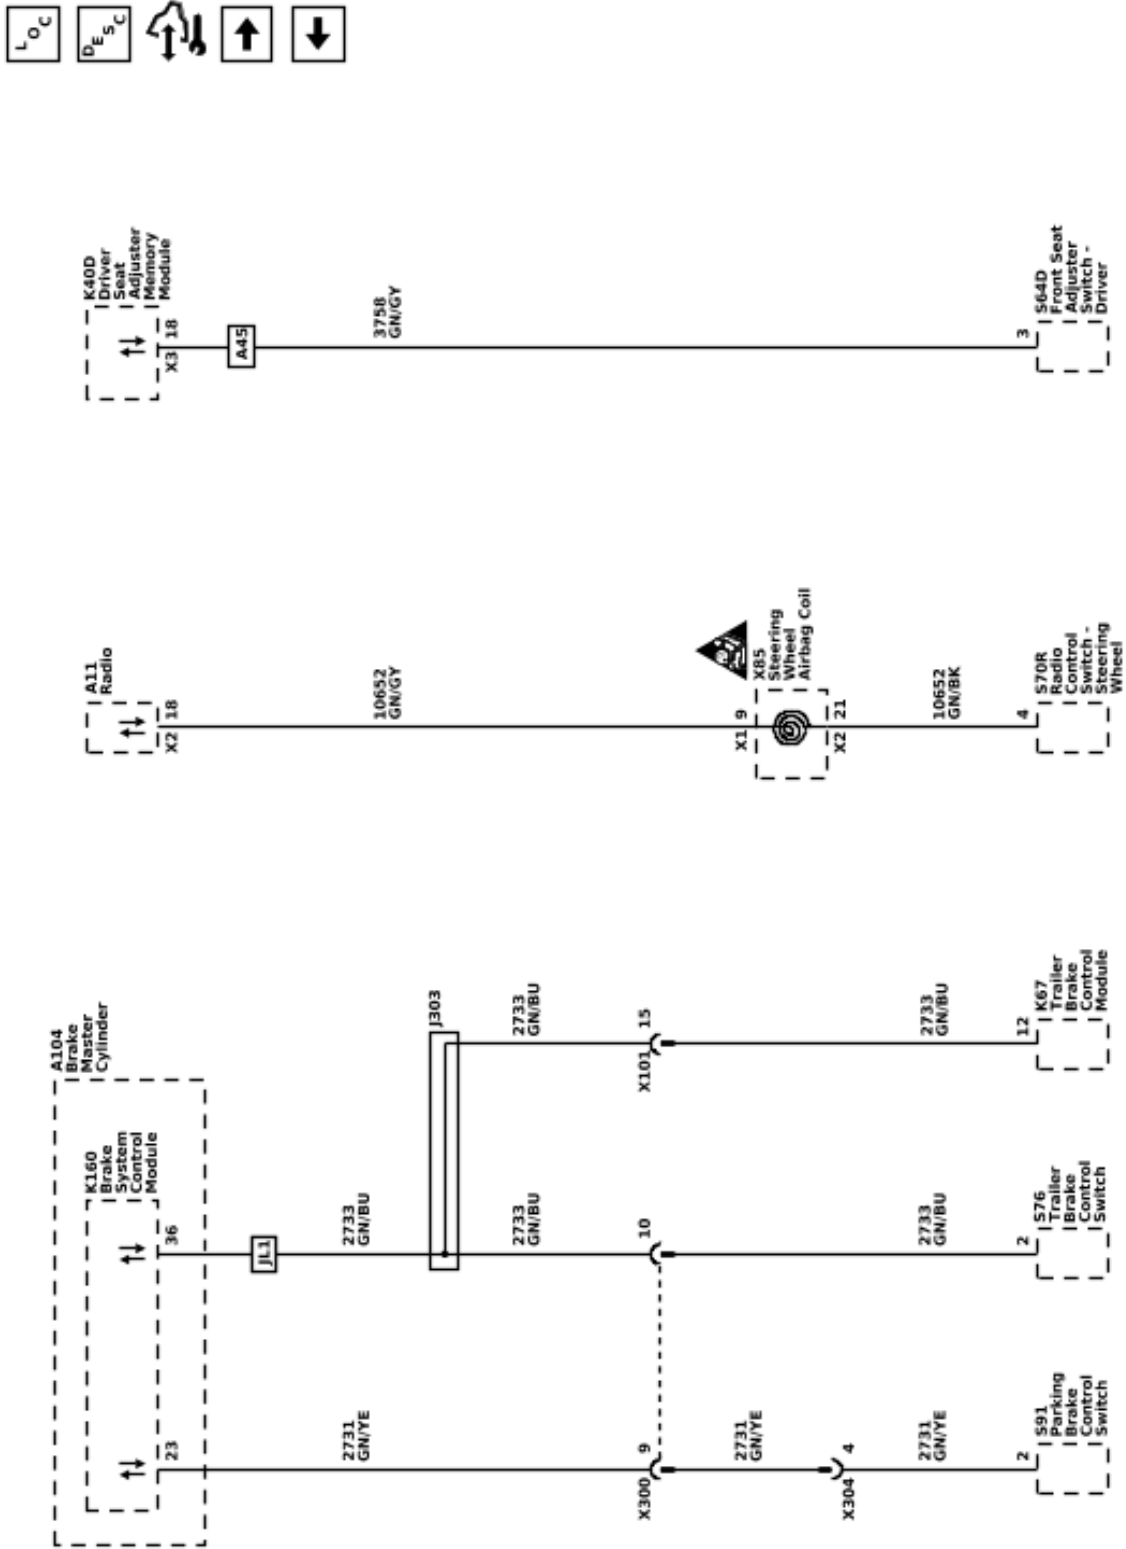 LOC
DESC
K40D
Driver
Seat
Adjuster
Memory
Module
X3 18
A45
3758
GN/GY
3
S64D
Front Seat
Adjuster
Switch -
Driver
A11
Radio
X2 18
10652
GN/GY
X1 9
X85
Steering
Wheel
Airbag Coil
X2 21
10652
GN/BK
4
S70R
Radio
Control
Switch -
Steering
Wheel
A104
Brake
Master
Cylinder
K160
Brake
System
Control
Module
36
23
JL1
2733
GN/BU
J303
2733
GN/BU
X101 15
2733
GN/BU
12
K67
Trailer
Brake
Control
Module
2733
GN/BU
10
2733
GN/BU
2
S76
Trailer
Brake
Control
Switch
2731
GN/YE
X300 9
2731
GN/YE
X304 4
2731
GN/YE
2
S91
Parking
Brake
Control
Switch